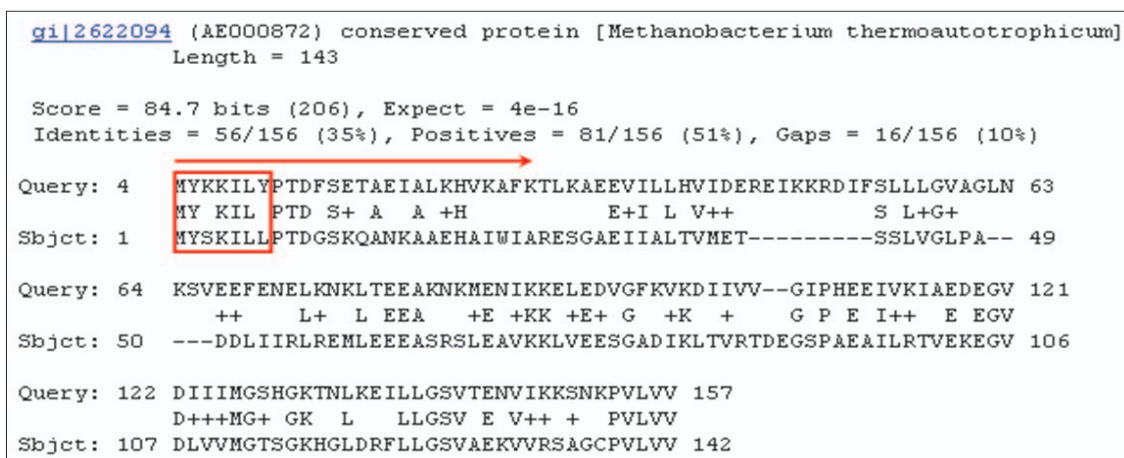 gi|2622094 (AE000872) conserved protein [Methanobacterium thermoautotrophicum]
Length = 143
Score = 84.7 bits (206), Expect = 4e-16
Identities = 56/156 (35%), Positives = 81/156 (51%), Gaps = 16/156 (10%)
Query: 4 MYKKILYPTDFSETAEIALKHVKAFKTLKAEEVILLHVIDEREIKKRDIFSLLLGVAGLN 63
MY KIL PTD S+ A A +H E+I L V++ S L+G+
Sbjct: 1 MYSKILLPTDGSKQANKAAEHAIWIARESGAEIIALTVMET---------SSLVGLPA-- 49
Query: 64 KSVEEFENELKNKLTEEAKNKMENIKKELEDVGFKVKDIIVV--GIPHEEIVKIAEDEGV 121
++ L+ L EEA +E +KK +E+ G +K + G P E I++ E EGV
Sbjct: 50 ---DDLIIRLREMLEEEASRSLEAVKKLVEESGADIKLTVRTDEGSPAEAILRTVEKEGV 106
Query: 122 DIIIMGSHGKTNLKEILLGSVTENVIKKSNKPVLVV 157
D+++MG+ GK L LLGSV E V++ + PVLVV
Sbjct: 107 DLVVMGTSGKHGLDRFLLGSVAEKVVRSAGCPVLVV 142